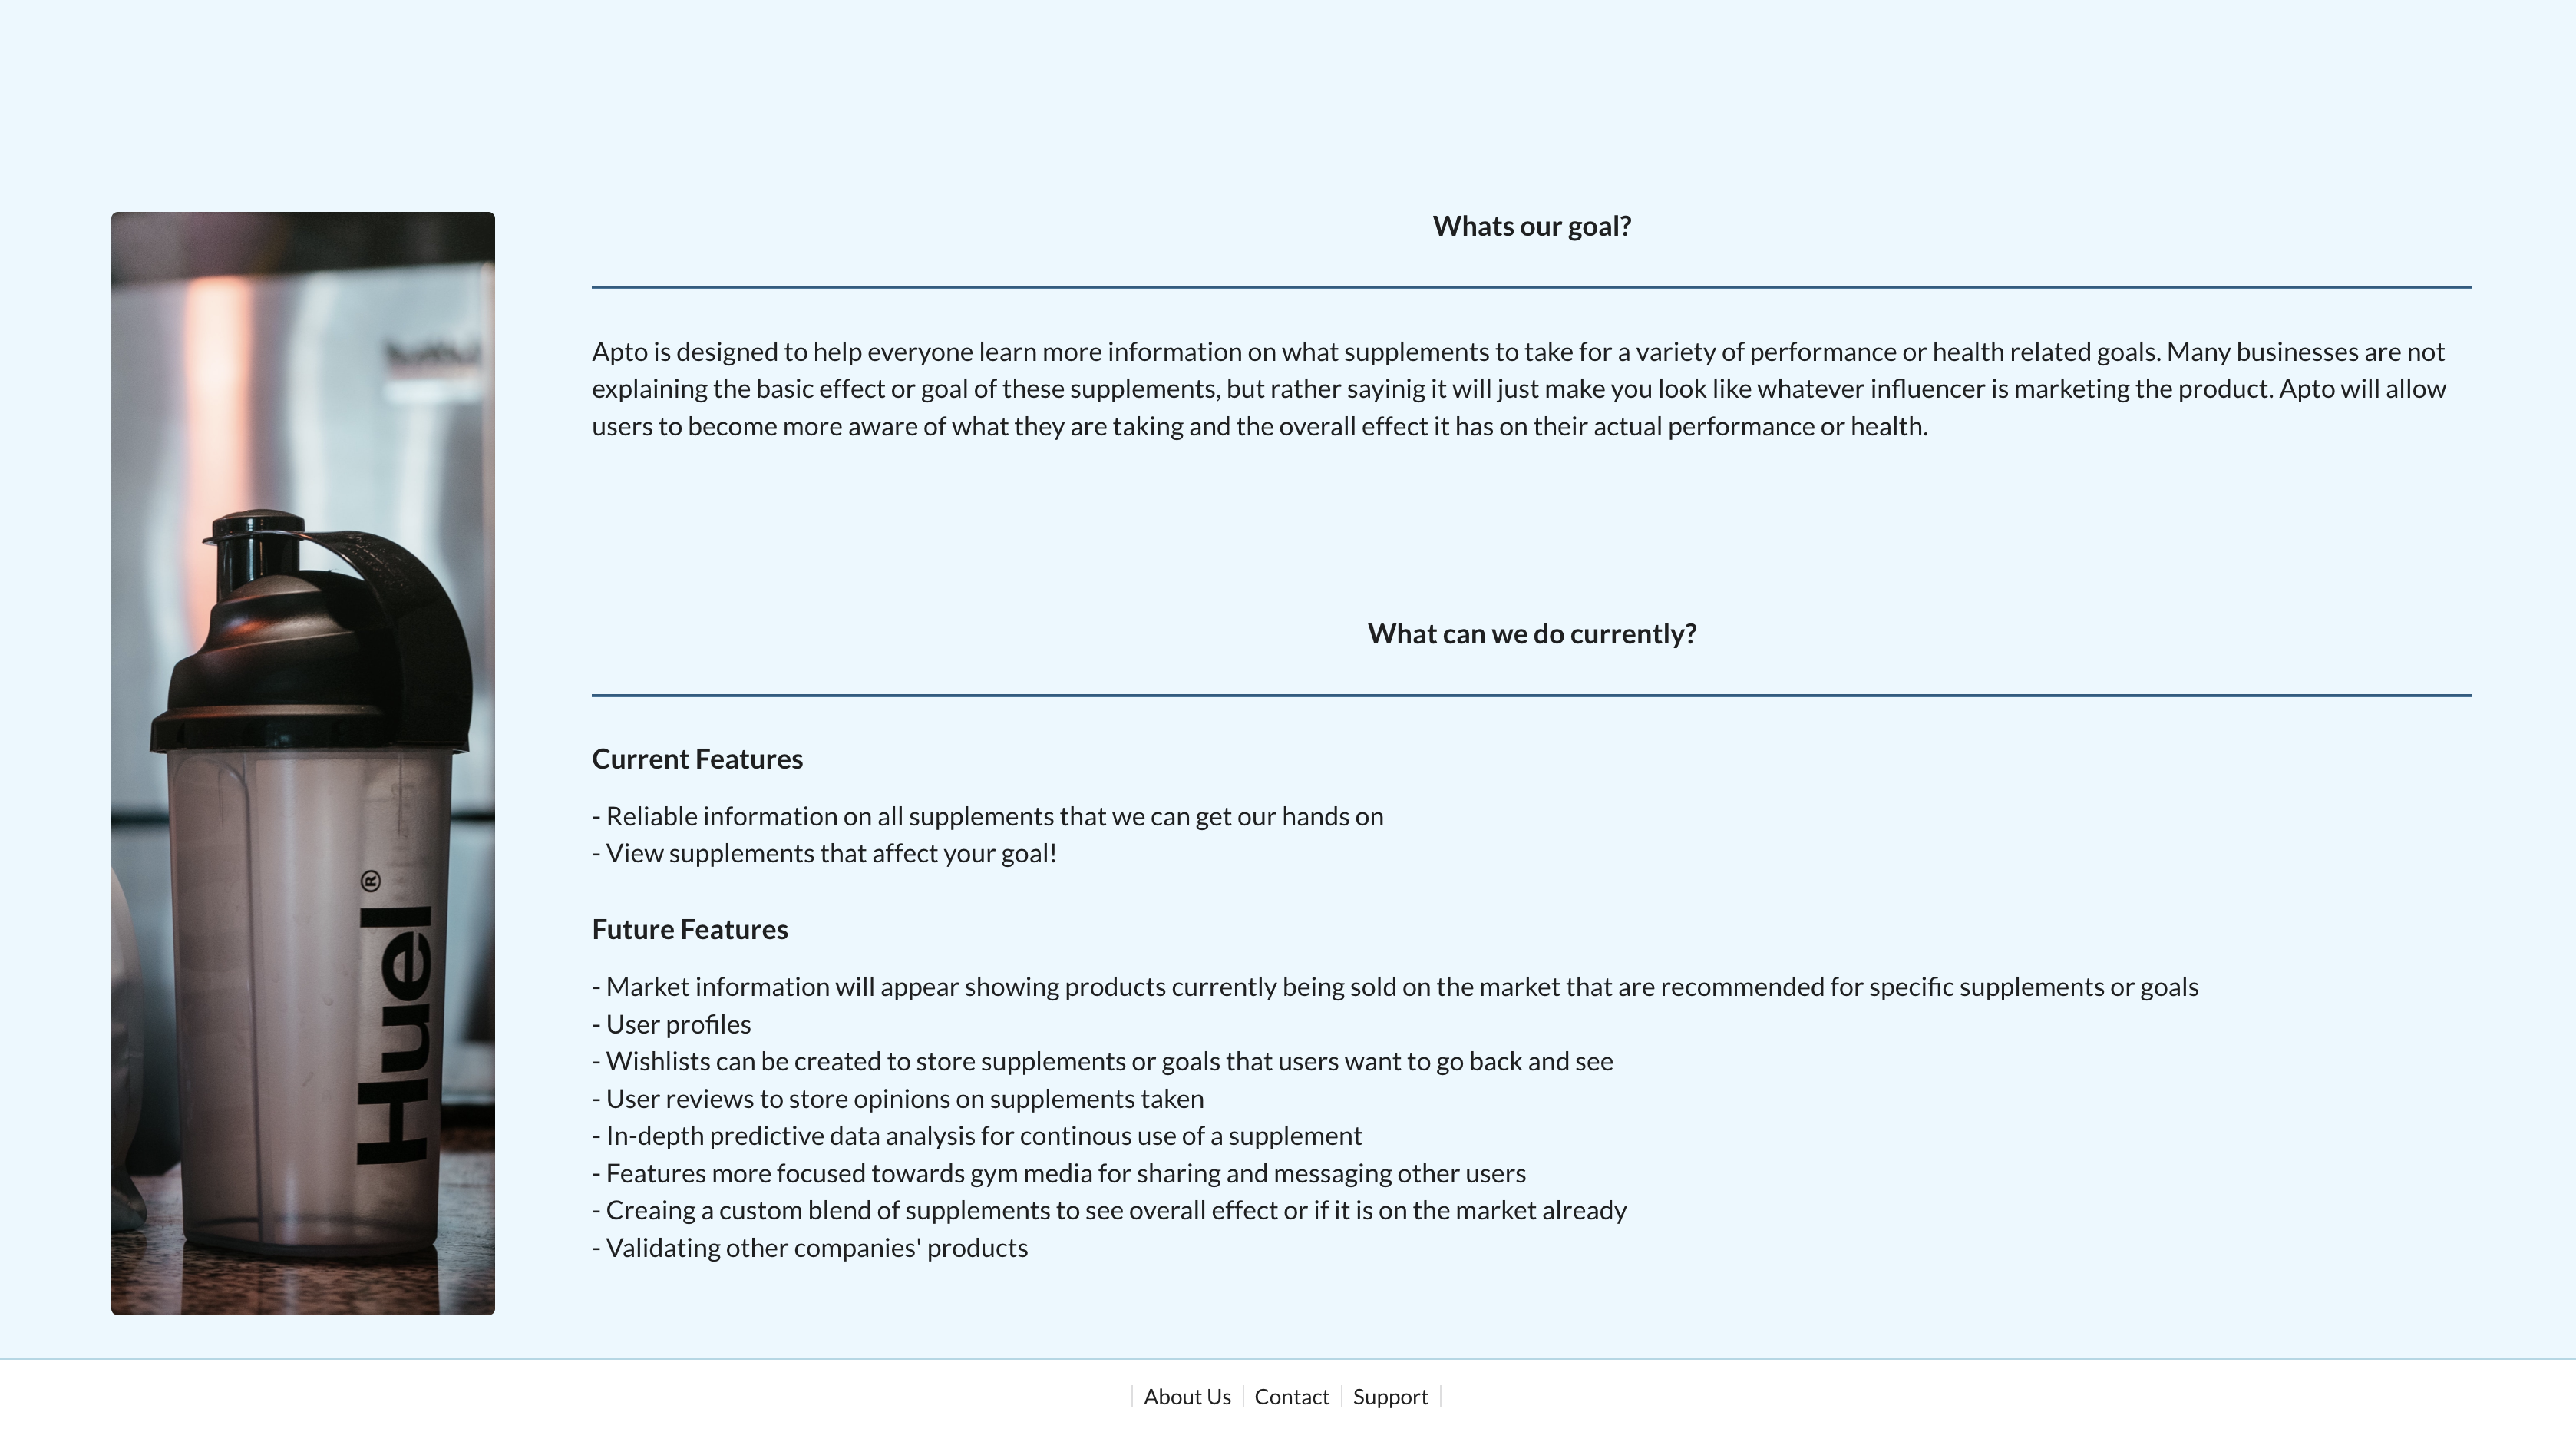 Whats our goal?
Apto is designed to help everyone learn more information on what supplements to take for a variety of performance or health related goals. Many businesses are not
explaining the basic effect or goal of these supplements, but rather sayinig it will just make you look like whatever influencer is marketing the product. Apto will allow
users to become more aware of what they are taking and the overall effect it has on their actual performance or health.
What can we do currently?
Current Features
- Reliable information on all supplements that we can get our hands on
- View supplements that affect your goal!
Future Features
- Market information will appear showing products currently being sold on the market that are recommended for specific supplements or goals
- User profiles
- Wishlists can be created to store supplements or goals that users want to go back and see
- User reviews to store opinions on supplements taken
- In-depth predictive data analysis for continous use of a supplement
- Features more focused towards gym media for sharing and messaging other users
- Creaing a custom blend of supplements to see overall effect or if it is on the market already
- Validating other companies' products
Huel®
About Us
Contact
Support